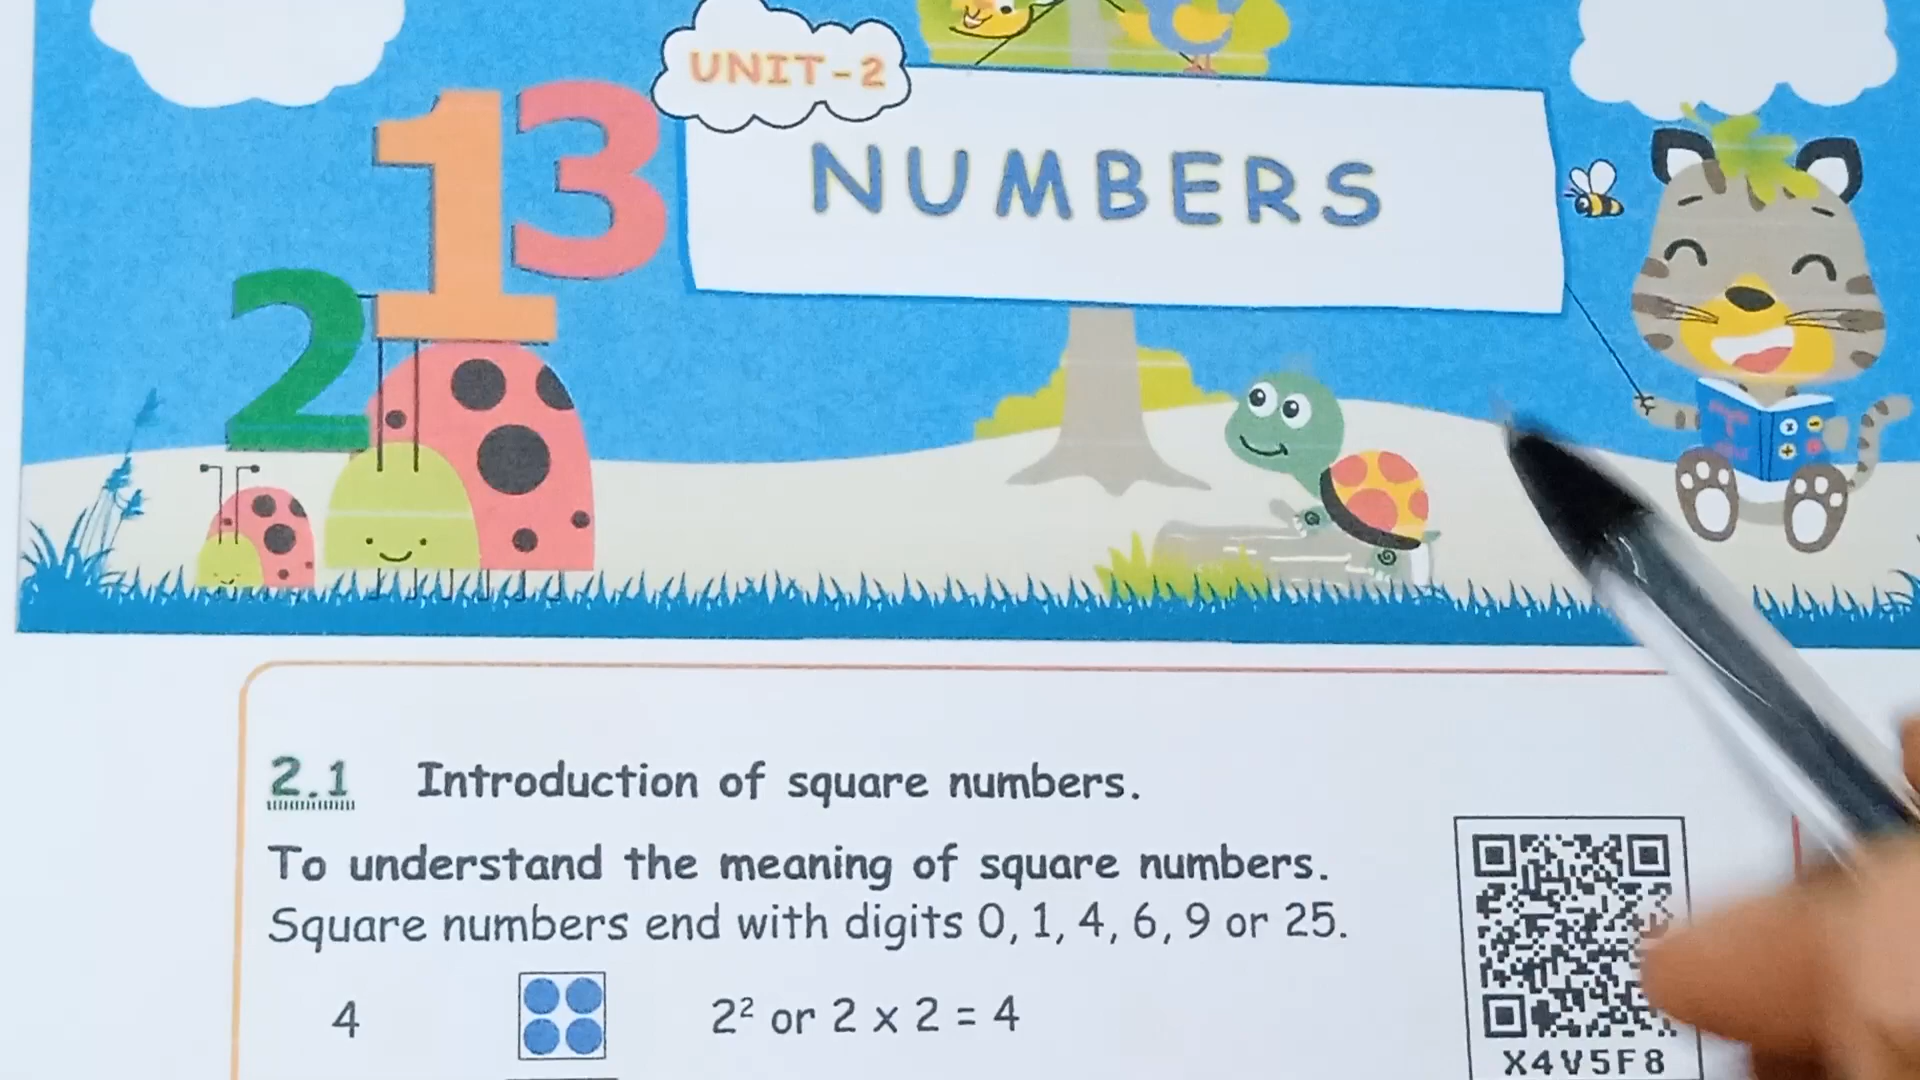 UNIT-2
NUMBERS
1 3
2
2.1 Introduction of square numbers.
To understand the meaning of square numbers.
Square numbers end with digits 0, 1, 4, 6, 9 or 25.
4 2² or 2 x 2 = 4
X4V5F8